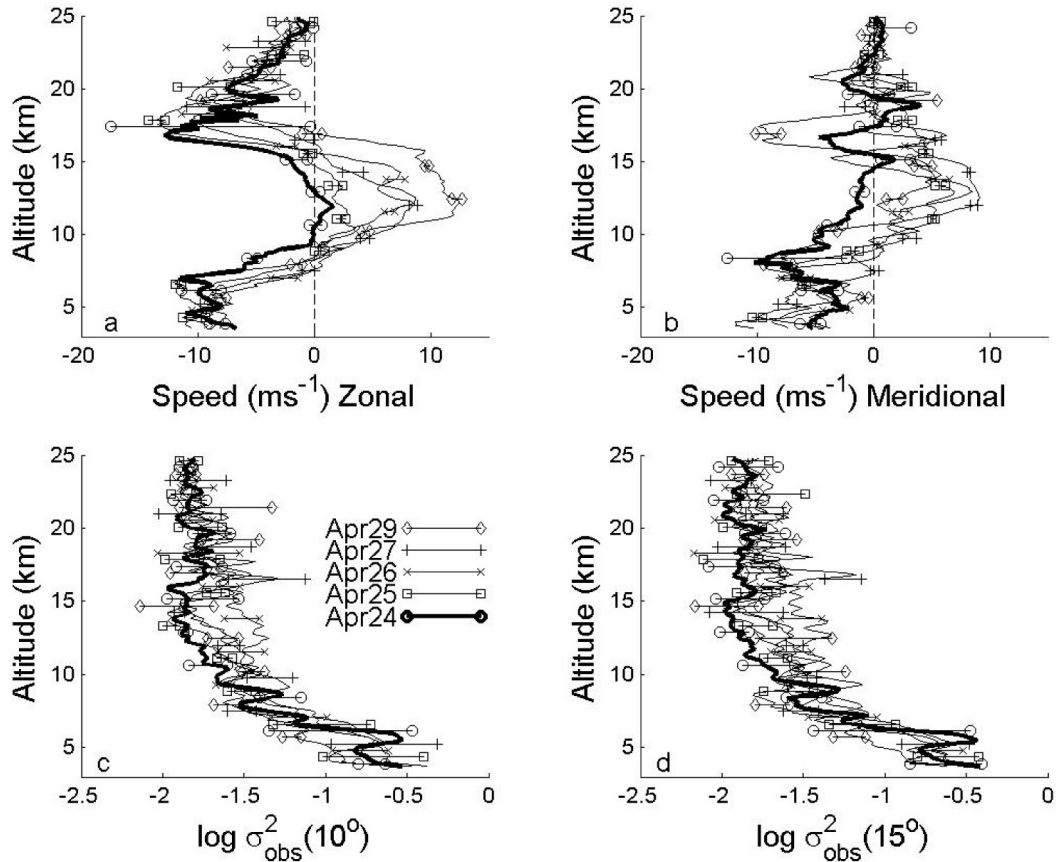 25
20
15
10
5
Altitude (km)
a
-20
-10
0
10
Speed (ms⁻¹) Zonal
25
20
15
10
5
Altitude (km)
b
-20
-10
0
10
Speed (ms⁻¹) Meridional
25
20
15
10
5
Altitude (km)
Apr29
Apr27
Apr26
Apr25
Apr24
c
-2.5
-2
-1.5
-1
-0.5
0
log σ²obs(10°)
25
20
15
10
5
Altitude (km)
d
-2.5
-2
-1.5
-1
-0.5
0
log σ²obs(15°)